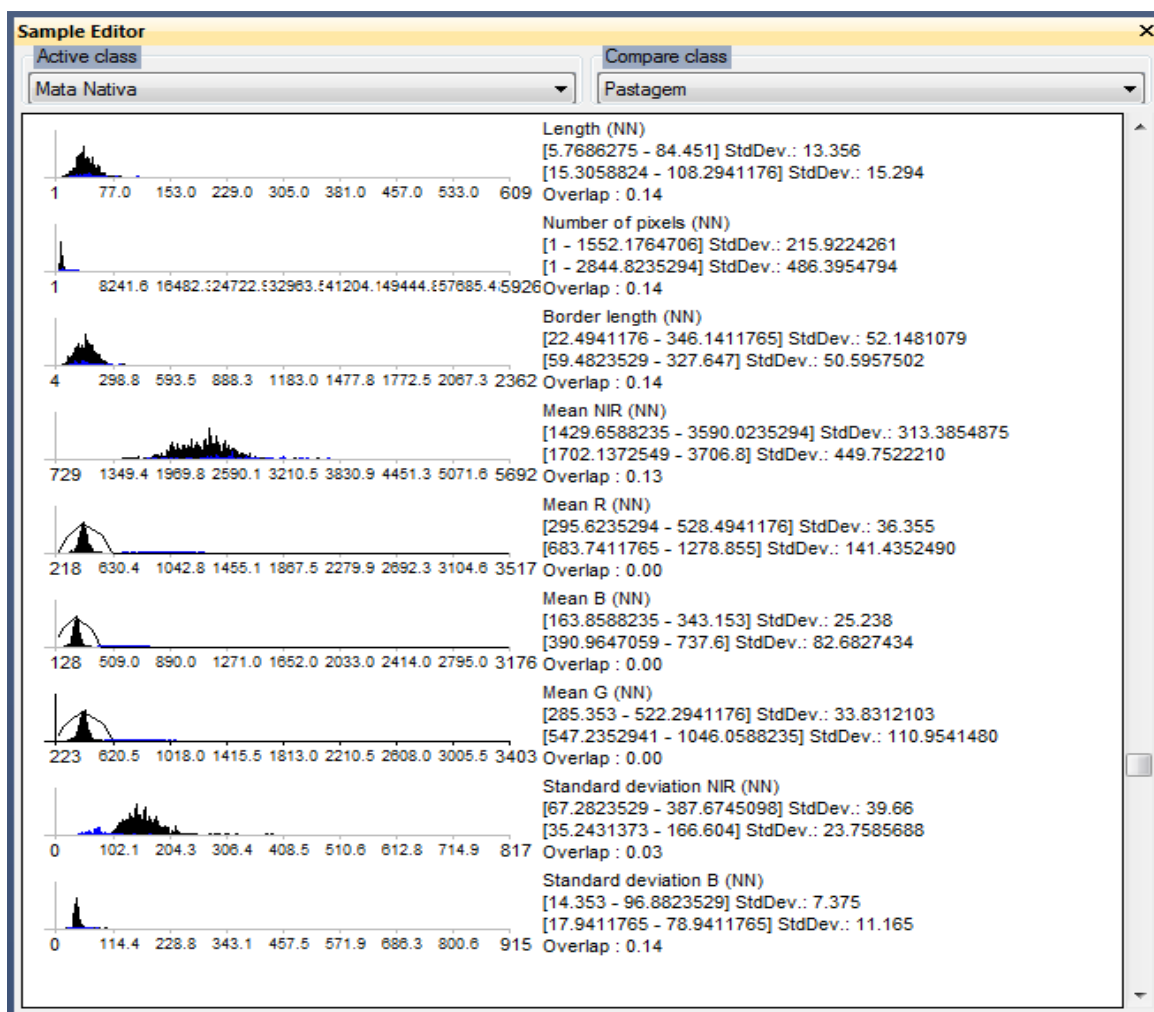 Sample Editor
Active class
Compare class
Mata Nativa
Pastagem
Length (NN)
[5.7686275 - 84.451] StdDev.: 13.356
[15.3058824 - 108.2941176] StdDev.: 15.294
1 77.0 153.0 229.0 305.0 381.0 457.0 533.0 609 Overlap : 0.14
Number of pixels (NN)
[1 - 1552.1764706] StdDev.: 215.9224261
[1 - 2844.8235294] StdDev.: 486.3954794
1 8241.6 16482. 24722. 32963. 41204.1 49444. 57685.4 5926 Overlap : 0.14
Border length (NN)
[22.4941176 - 346.1411765] StdDev.: 52.1481079
[59.4823529 - 327.647] StdDev.: 50.5957502
4 298.8 593.5 888.3 1183.0 1477.8 1772.5 2067.3 2362 Overlap : 0.14
Mean NIR (NN)
[1429.6588235 - 3590.0235294] StdDev.: 313.3854875
[1702.1372549 - 3706.8] StdDev.: 449.7522210
729 1349.4 1969.8 2590.1 3210.5 3830.9 4451.3 5071.6 5692 Overlap : 0.13
Mean R (NN)
[295.6235294 - 528.4941176] StdDev.: 36.355
[683.7411765 - 1278.855] StdDev.: 141.4352490
218 630.4 1042.8 1455.1 1867.5 2279.9 2692.3 3104.6 3517 Overlap : 0.00
Mean B (NN)
[163.8588235 - 343.153] StdDev.: 25.238
[390.9647059 - 737.6] StdDev.: 82.6827434
128 509.0 890.0 1271.0 1652.0 2033.0 2414.0 2795.0 3176 Overlap : 0.00
Mean G (NN)
[285.353 - 522.2941176] StdDev.: 33.8312103
[547.2352941 - 1046.0588235] StdDev.: 110.9541480
223 620.5 1018.0 1415.5 1813.0 2210.5 2608.0 3005.5 3403 Overlap : 0.00
Standard deviation NIR (NN)
[67.2823529 - 387.6745098] StdDev.: 39.66
[35.2431373 - 166.604] StdDev.: 23.7585688
0 102.1 204.3 306.4 408.5 510.6 612.8 714.9 817 Overlap : 0.03
Standard deviation B (NN)
[14.353 - 96.8823529] StdDev.: 7.375
[17.9411765 - 78.9411765] StdDev.: 11.165
0 114.4 228.8 343.1 457.5 571.9 686.3 800.6 915 Overlap : 0.14